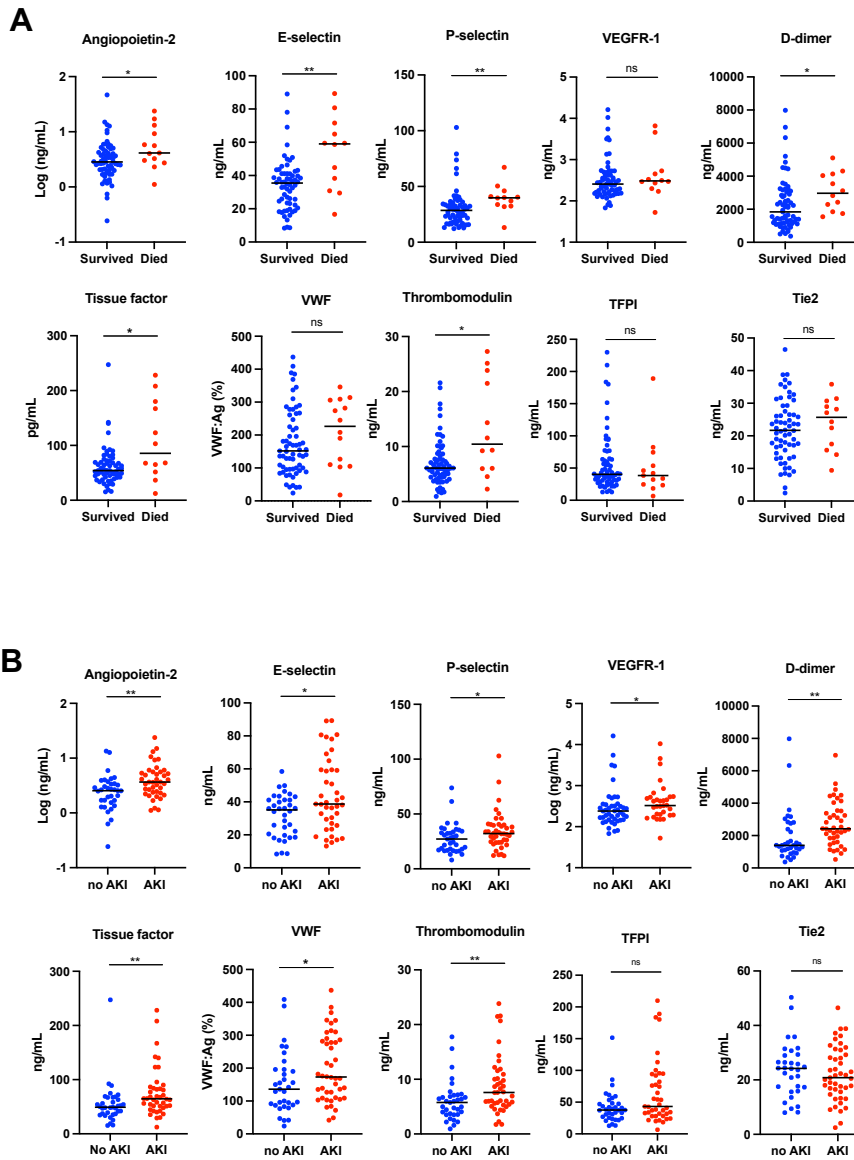 A
Angiopoietin-2
*
Log (ng/mL)
2
1
0
-1
Survived Died
E-selectin
**
ng/mL
100
80
60
40
20
0
Survived Died
P-selectin
**
ng/mL
150
100
50
0
Survived Died
VEGFR-1
ns
ng/mL
5
4
3
2
1
Survived Died
D-dimer
*
ng/mL
10000
8000
6000
4000
2000
0
Survived Died
Tissue factor
*
pg/mL
300
200
100
0
Survived Died
VWF
ns
VWF:Ag (%)
500
400
300
200
100
0
Survived Died
Thrombomodulin
*
ng/mL
30
20
10
0
Survived Died
TFPI
ns
ng/mL
250
200
150
100
50
0
Survived Died
Tie2
ns
ng/mL
50
40
30
20
10
0
Survived Died
B
Angiopoietin-2
**
Log (ng/mL)
2
1
0
-1
no AKI AKI
E-selectin
*
ng/mL
100
80
60
40
20
0
no AKI AKI
P-selectin
*
ng/mL
150
100
50
0
no AKI AKI
VEGFR-1
*
Log (ng/mL)
5
4
3
2
1
no AKI AKI
D-dimer
**
ng/mL
10000
8000
6000
4000
2000
0
no AKI AKI
Tissue factor
**
ng/mL
300
200
100
0
No AKI AKI
VWF
*
VWF:Ag (%)
500
400
300
200
100
0
no AKI AKI
Thrombomodulin
**
ng/mL
30
20
10
0
no AKI AKI
TFPI
ns
ng/mL
250
200
150
100
50
0
no AKI AKI
Tie2
ns
ng/mL
60
40
20
0
no AKI AKI